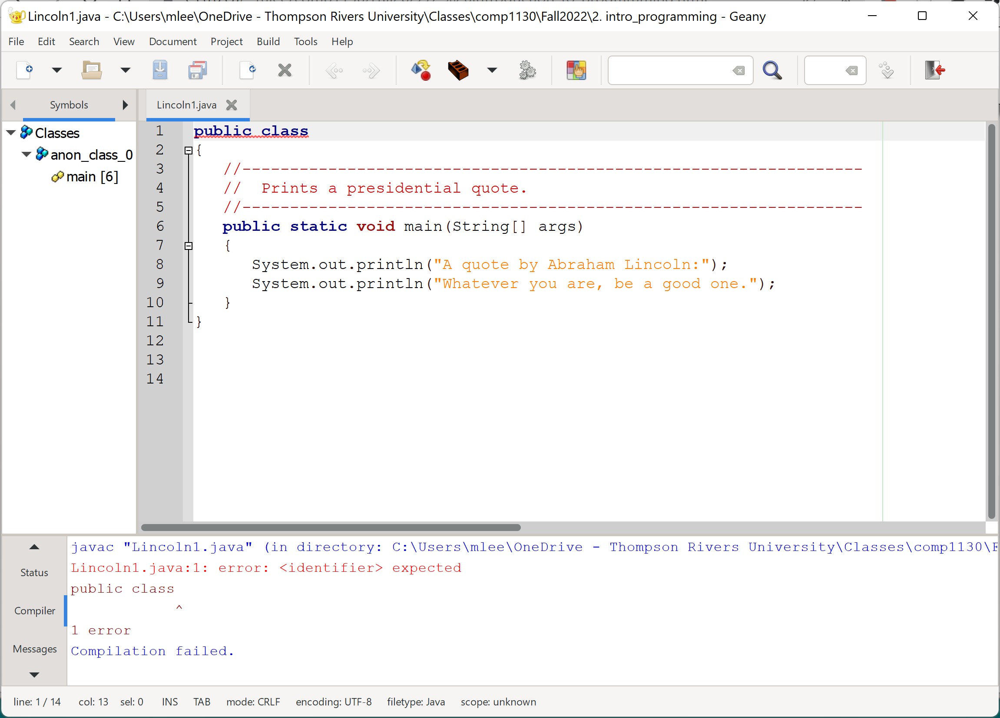 Lincoln1.java - C:\Users\mlee\OneDrive - Thompson Rivers University\Classes\comp1130\Fall2022\2. intro_programming - Geany
File Edit Search View Document Project Build Tools Help
Symbols
Lincoln1.java
Classes
anon_class_0
main [6]
1 public class
2 {
3 //-----------------------------------------------------------------
4 //  Prints a presidential quote.
5 //-----------------------------------------------------------------
6 public static void main(String[] args)
7 {
8 System.out.println("A quote by Abraham Lincoln:");
9 System.out.println("Whatever you are, be a good one.");
10 }
11 }
12
13
14
Status
Compiler
Messages
javac "Lincoln1.java" (in directory: C:\Users\mlee\OneDrive - Thompson Rivers University\Classes\comp1130\F
Lincoln1.java:1: error: <identifier> expected
public class
^
1 error
Compilation failed.
line: 1 / 14 col: 13 sel: 0 INS TAB mode: CRLF encoding: UTF-8 filetype: Java scope: unknown